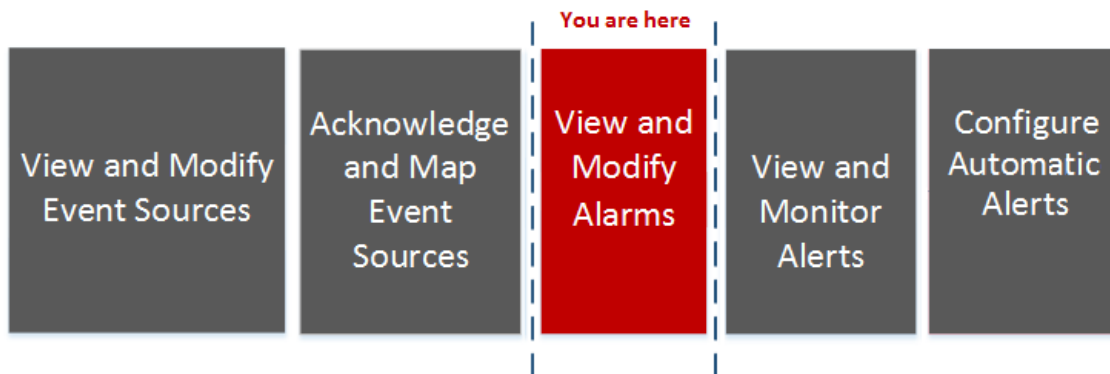 You are here
View and Modify
Event Sources
Acknowledge
and Map
Event
Sources
View and
Modify
Alarms
View and
Monitor
Alerts
Configure
Automatic
Alerts